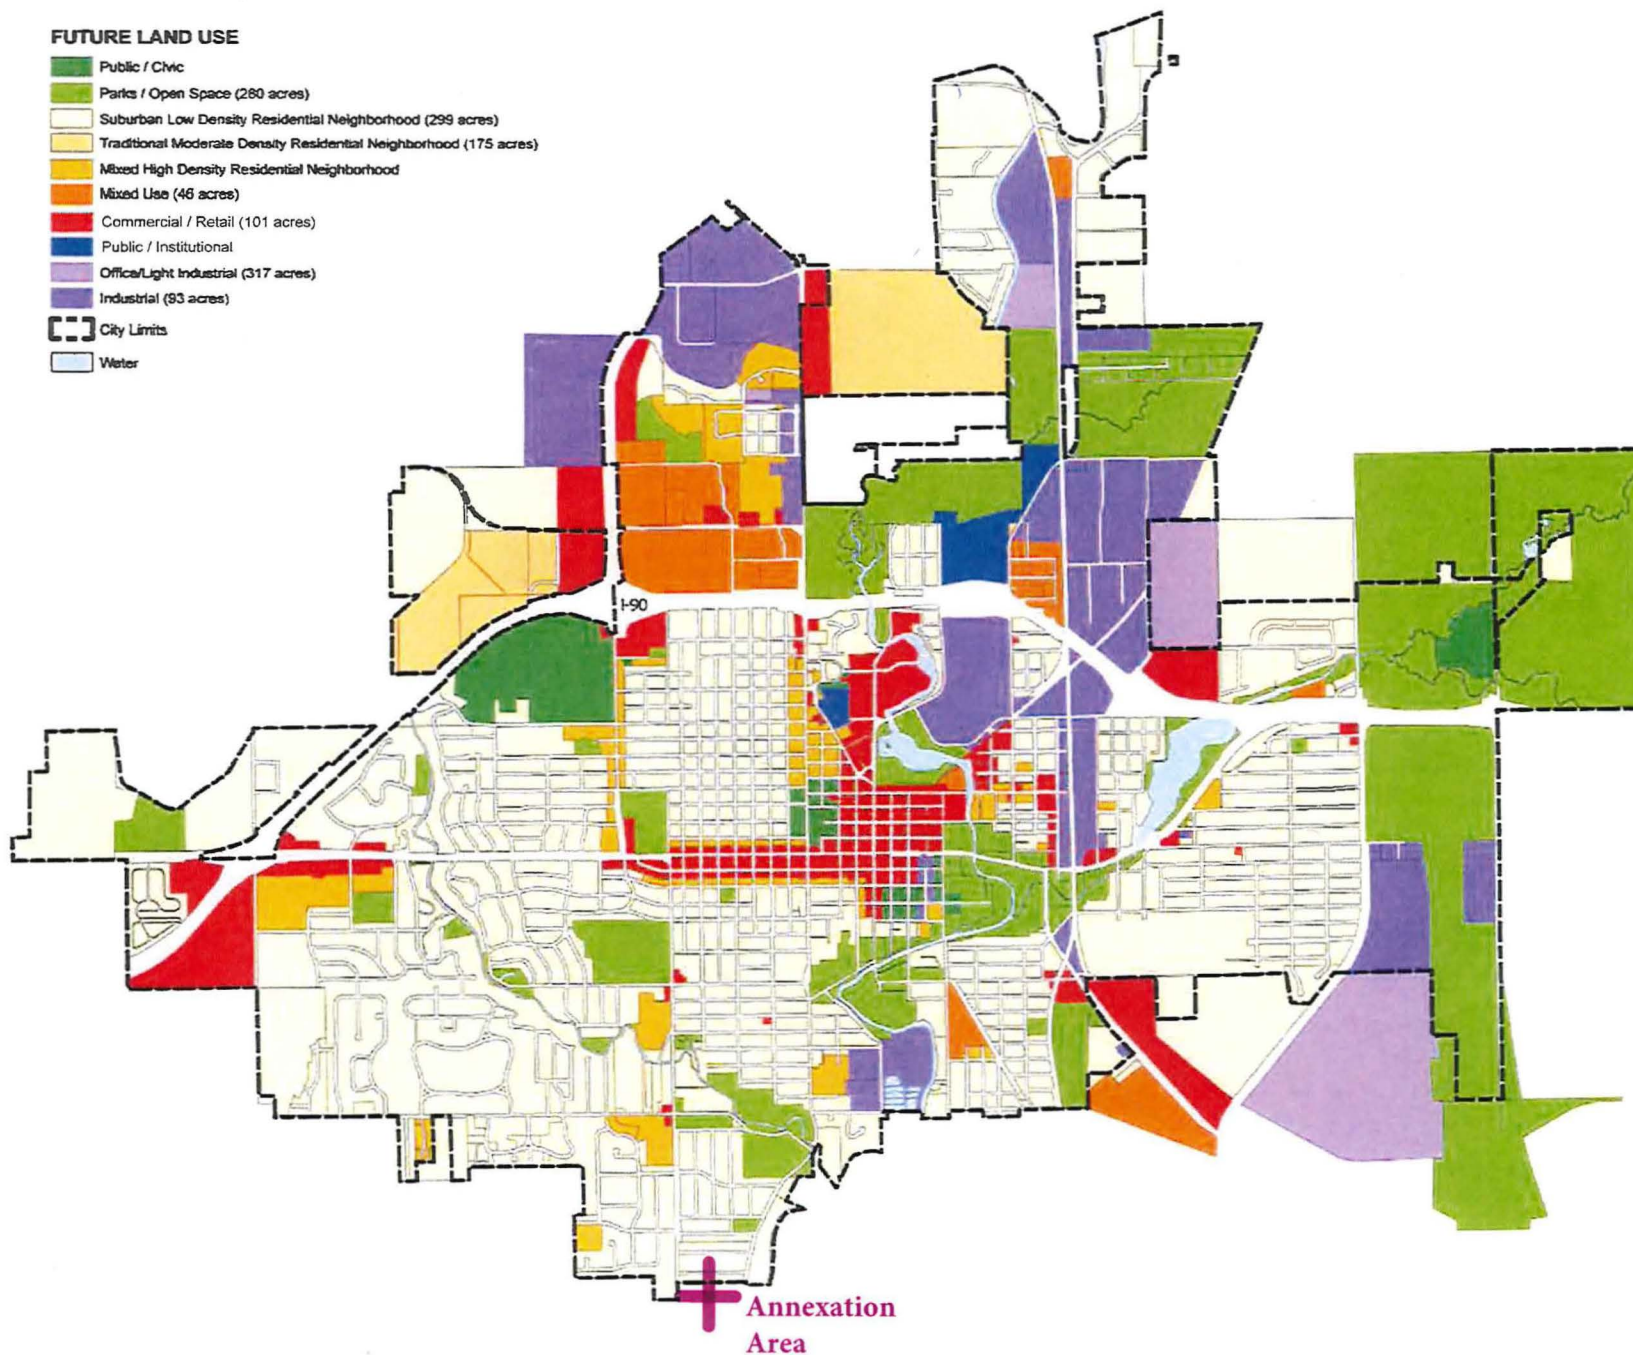 FUTURE LAND USE
Public / Civic
Parks / Open Space (280 acres)
Suburban Low Density Residential Neighborhood (299 acres)
Traditional Moderate Density Residential Neighborhood (175 acres)
Mixed High Density Residential Neighborhood
Mixed Use (46 acres)
Commercial / Retail (101 acres)
Public / Institutional
Office/Light Industrial (317 acres)
Industrial (93 acres)
City Limits
Water
I-90
Annexation
Area